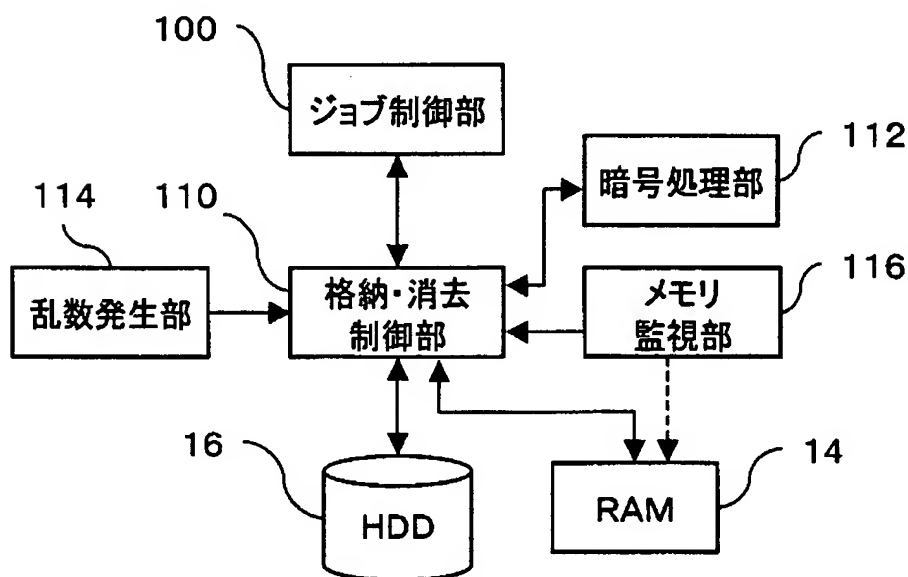 100
ジョブ制御部
112
暗号処理部
114
110
乱数発生部
格納・消去
制御部
116
メモリ
監視部
16
HDD
14
RAM